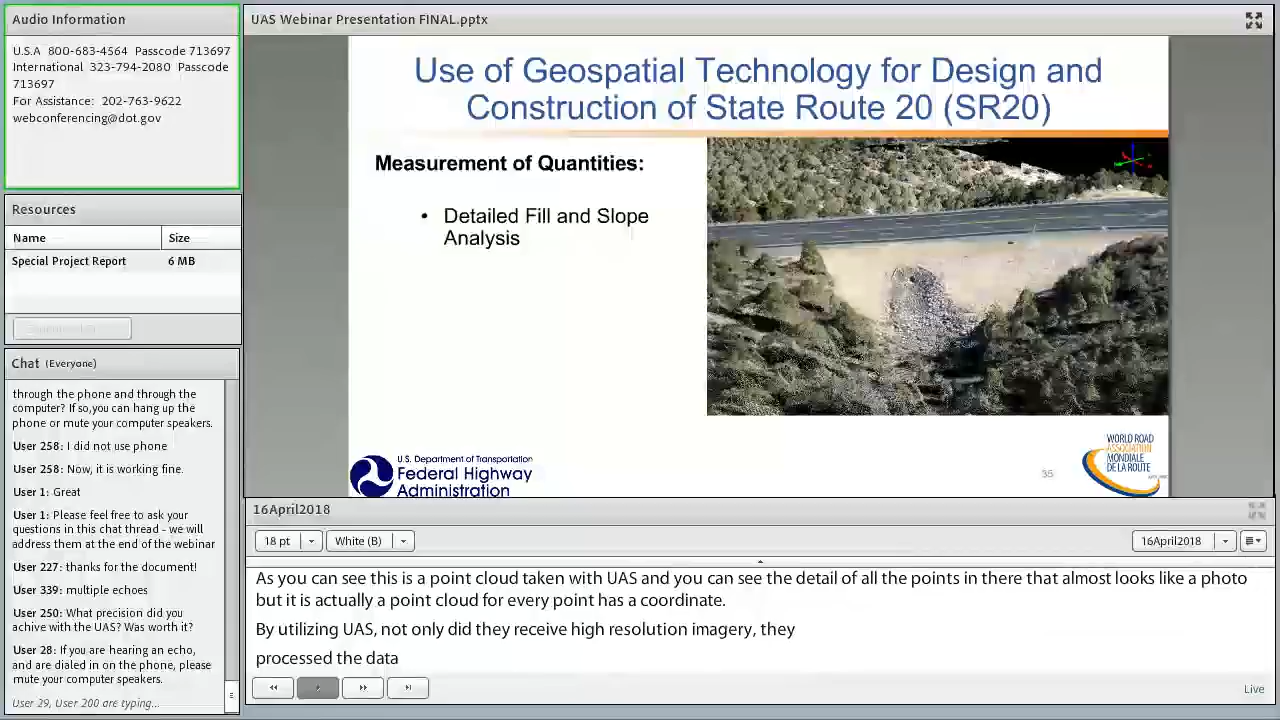 Audio Information
U.S.A  800-683-4564  Passcode 713697
International  323-794-2080  Passcode
713697
For Assistance:  202-763-9622
webconferencing@dot.gov
Resources
Name
Size
Special Project Report
6 MB
Chat (Everyone)
through the phone and through the
computer? If so,you can hang up the
phone or mute your computer speakers.
User 258: I did not use phone
User 258: Now, it is working fine.
User 1: Great
User 1: Please feel free to ask your
questions in this chat thread - we will
address them at the end of the webinar
User 227: thanks for the document!
User 339: multiple echoes
User 250: What precision did you
achive with the UAS? Was worth it?
User 28: If you are hearing an echo,
and are dialed in on the phone, please
mute your computer speakers.
User 29, User 200 are typing...
UAS Webinar Presentation FINAL.pptx
Use of Geospatial Technology for Design and
Construction of State Route 20 (SR20)
Measurement of Quantities:
• Detailed Fill and Slope
Analysis
U.S. Department of Transportation
Federal Highway
Administration
35
WORLD ROAD
ASSOCIATION
MONDIALE
DE LA ROUTE
16April2018
18 pt
White (B)
16April2018
As you can see this is a point cloud taken with UAS and you can see the detail of all the points in there that almost looks like a photo
but it is actually a point cloud for every point has a coordinate.
By utilizing UAS, not only did they receive high resolution imagery, they
processed the data
Live